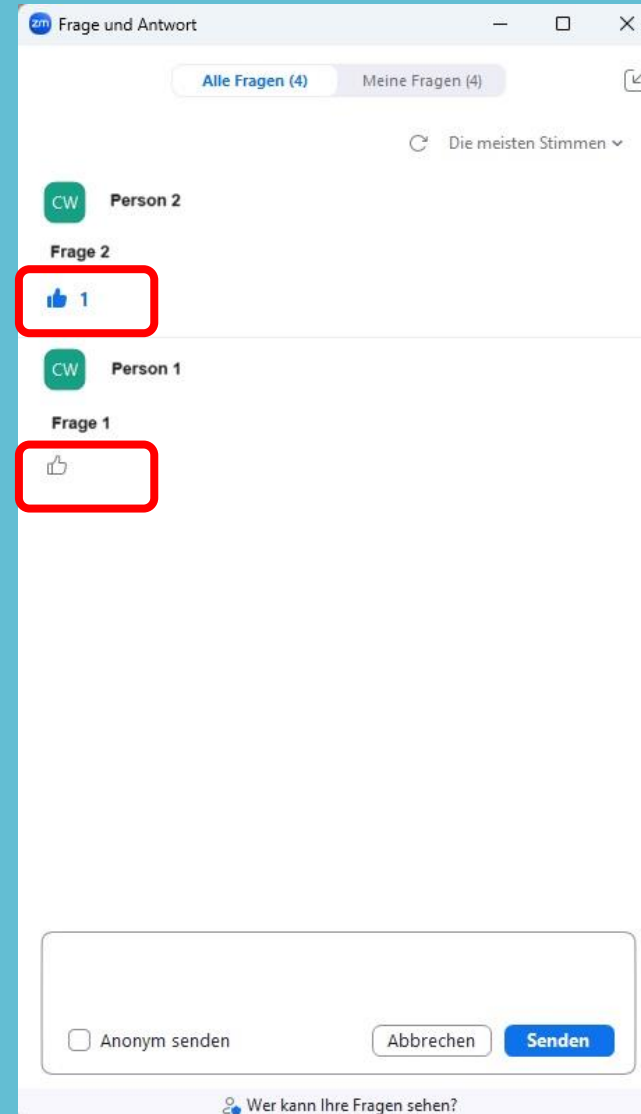 zm Frage und Antwort
Alle Fragen (4) Meine Fragen (4)
Die meisten Stimmen
CW Person 2
Frage 2
1
CW Person 1
Frage 1
Anonym senden Abbrechen Senden
Wer kann Ihre Fragen sehen?